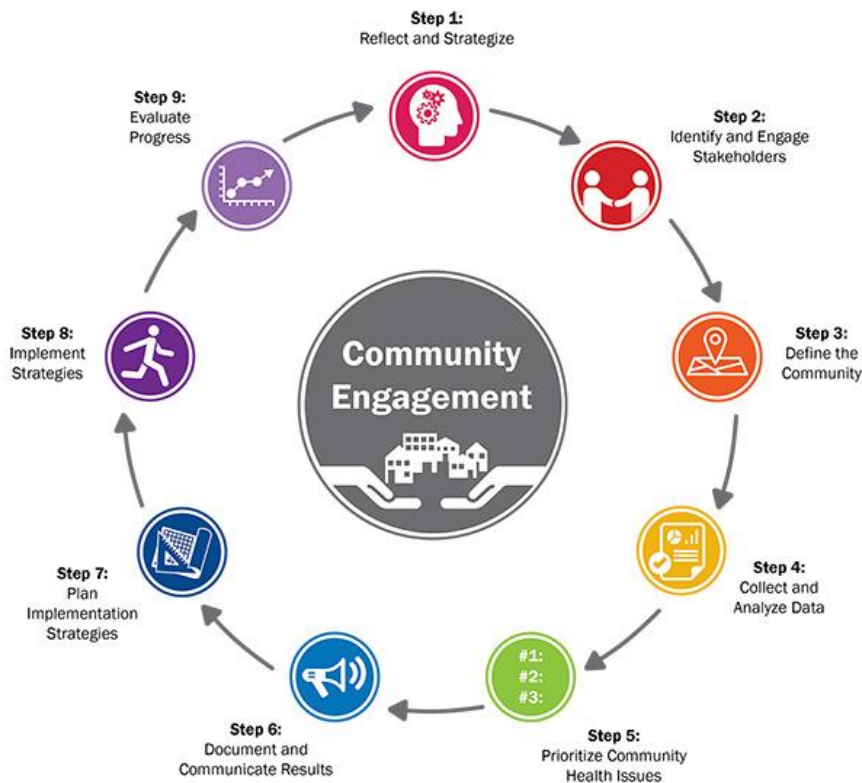 Step 1:
Reflect and Strategize
Step 2:
Identify and Engage
Stakeholders
Step 3:
Define the
Community
Step 4:
Collect and
Analyze Data
#1:
#2:
#3:
Step 5:
Prioritize Community
Health Issues
Step 6:
Document and
Communicate Results
Step 7:
Plan
Implementation
Strategies
Step 8:
Implement
Strategies
Step 9:
Evaluate
Progress
Community
Engagement